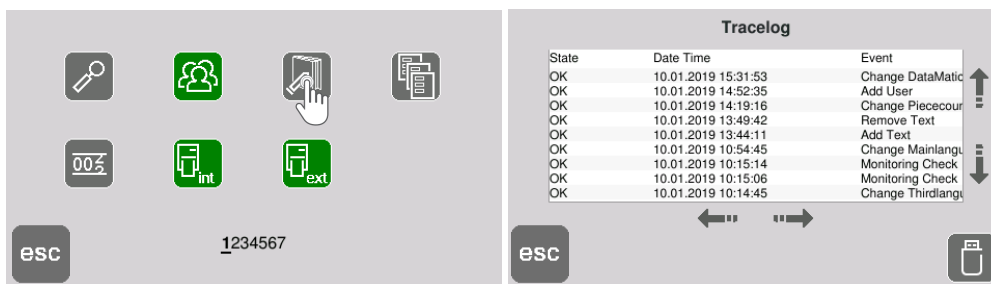 003
int
ext
esc
1234567
Tracelog
State Date Time Event
OK 10.01.2019 15:31:53 Change DataMatic
OK 10.01.2019 14:52:35 Add User
OK 10.01.2019 14:19:16 Change Piececour
OK 10.01.2019 13:49:42 Remove Text
OK 10.01.2019 13:44:11 Add Text
OK 10.01.2019 10:54:45 Change Mainlangu
OK 10.01.2019 10:15:14 Monitoring Check
OK 10.01.2019 10:15:06 Monitoring Check
OK 10.01.2019 10:14:45 Change Thirdlangu
esc